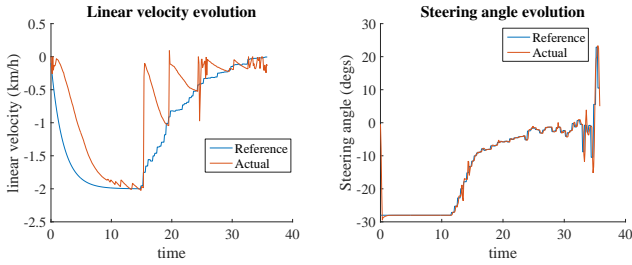 Linear velocity evolution
linear velocity (km/h)
0.5
0
-0.5
-1
-1.5
-2
-2.5
0
10
20
30
40
time
Reference
Actual
Steering angle evolution
Steering angle (degs)
30
20
10
0
-10
-20
-30
0
10
20
30
40
time
Reference
Actual